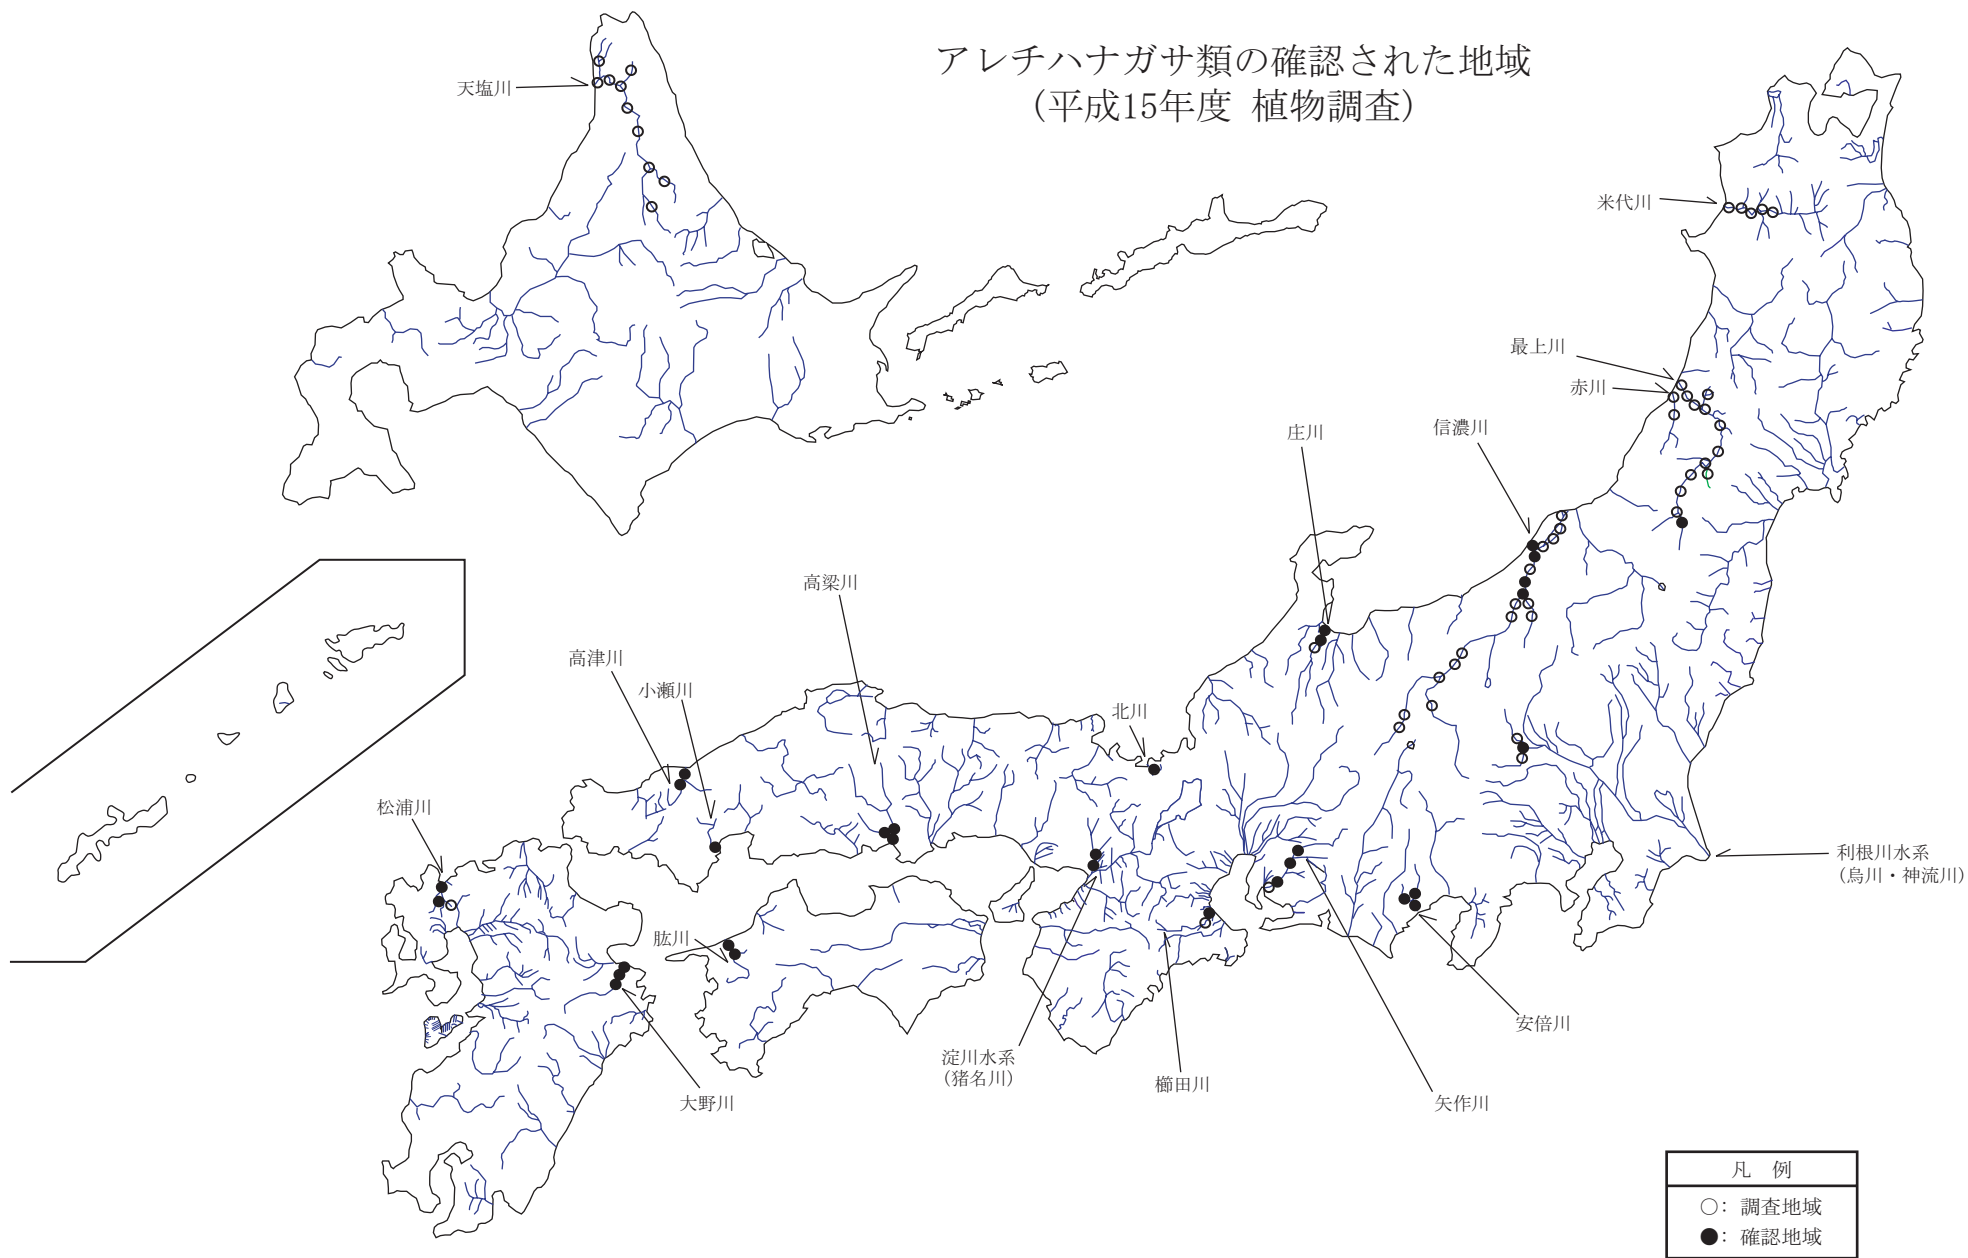 アレチハナガサ類の確認された地域
(平成15年度 植物調査)
天塩川
米代川
最上川
赤川
信濃川
庄川
高梁川
高津川
小瀬川
北川
松浦川
利根川水系
(烏川・神流川)
肱川
安倍川
淀川水系
(猪名川)
櫛田川
矢作川
大野川
凡 例
○: 調査地域
●: 確認地域